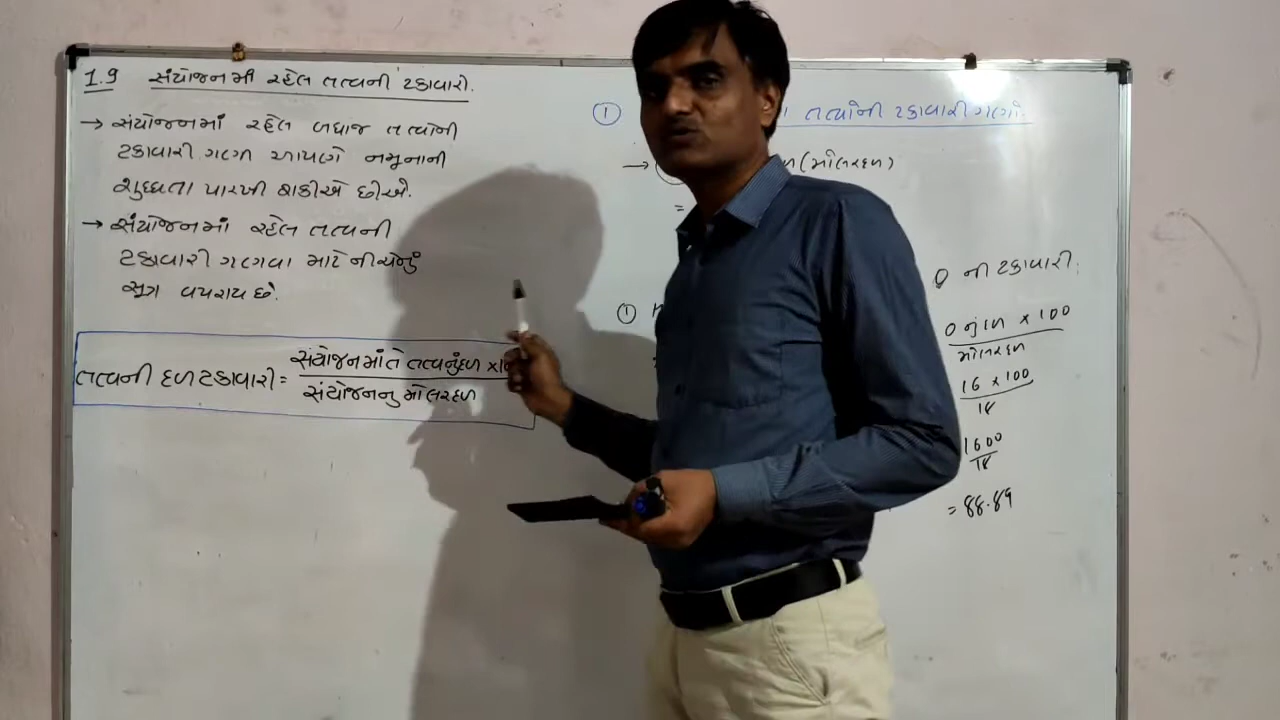 1.9 સંયોજનમાં રહેલ તત્વની ટકાવારી.
→ સંયોજનમાં રહેલ બધાજ તત્વોની
ટકાવારી ગણી આપણે નમૂનાની
શુધ્ધતા પારખી શકીએ છીએ.
→ સંયોજનમાં રહેલ તત્વની
ટકાવારી ગણવા માટે નીચેનું
સૂત્ર વપરાય છે.
તત્વની દળ ટકાવારી =
સંયોજનમાં તે તત્વનું દળ ×
સંયોજનનુ મોલરદળ
① તત્વોની ટકાવારી ગણો.
→ (મોલરદળ)
=
①
O ની ટકાવારી:
O નું દળ × 100
મોલરદળ
16 × 100
18
1600
18
= 88.89